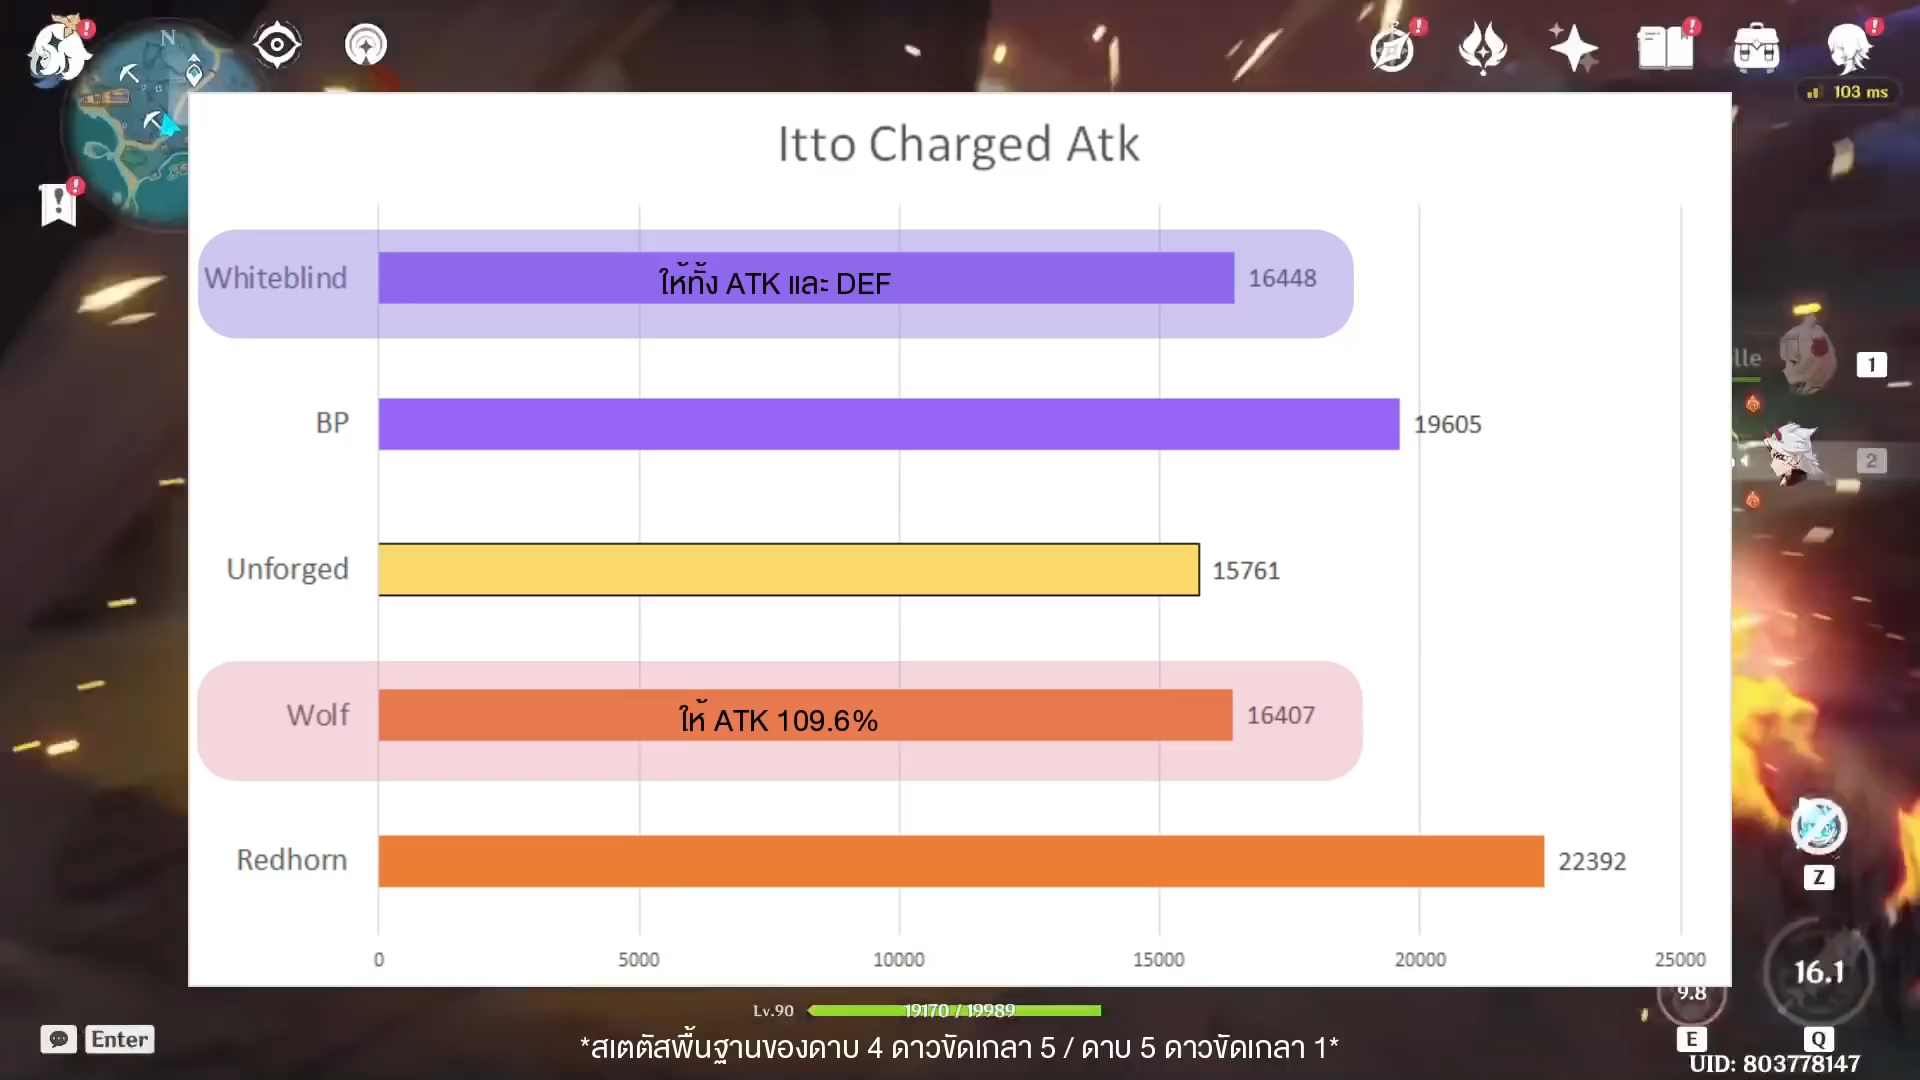 N
103 ms
Itto Charged Atk
Whiteblind
ให้ทั้ง ATK และ DEF
16448
BP
19605
Unforged
15761
Wolf
ให้ ATK 109.6%
16407
Redhorn
22392
0 5000 10000 15000 20000 25000
lle
1
2
Z
16.1
9.8
E
Q
Lv.90
19170 / 19989
Enter
*สเตตัสพื้นฐานของดาบ 4 ดาวขัดเกลา 5 / ดาบ 5 ดาวขัดเกลา 1*
UID: 803778147